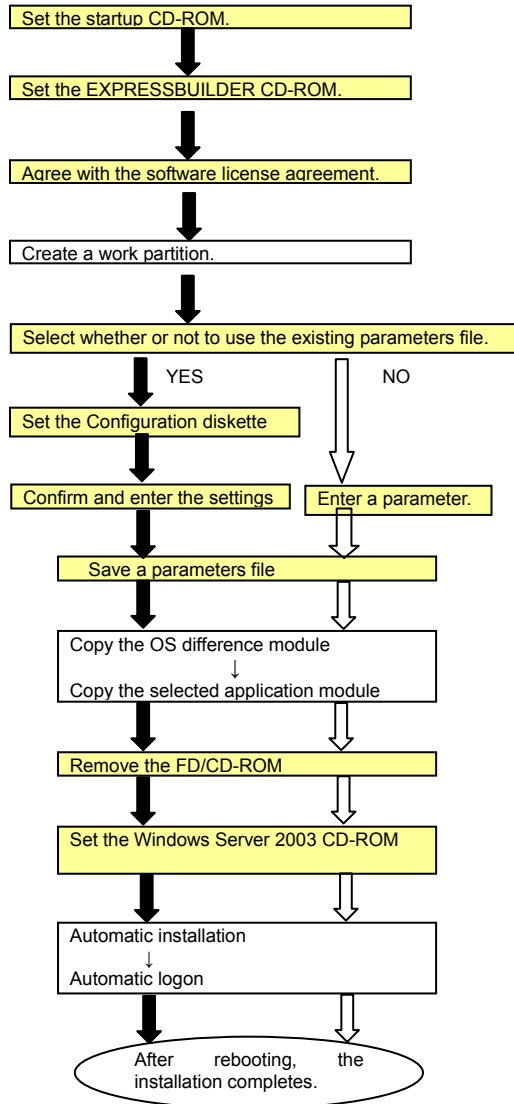 Set the startup CD-ROM.
Set the EXPRESSBUILDER CD-ROM.
Agree with the software license agreement.
Create a work partition.
Select whether or not to use the existing parameters file.
YES
NO
Set the Configuration diskette
Confirm and enter the settings
Enter a parameter.
Save a parameters file
Copy the OS difference module
↓
Copy the selected application module
Remove the FD/CD-ROM
Set the Windows Server 2003 CD-ROM
Automatic installation
↓
Automatic logon
After rebooting, the
installation completes.